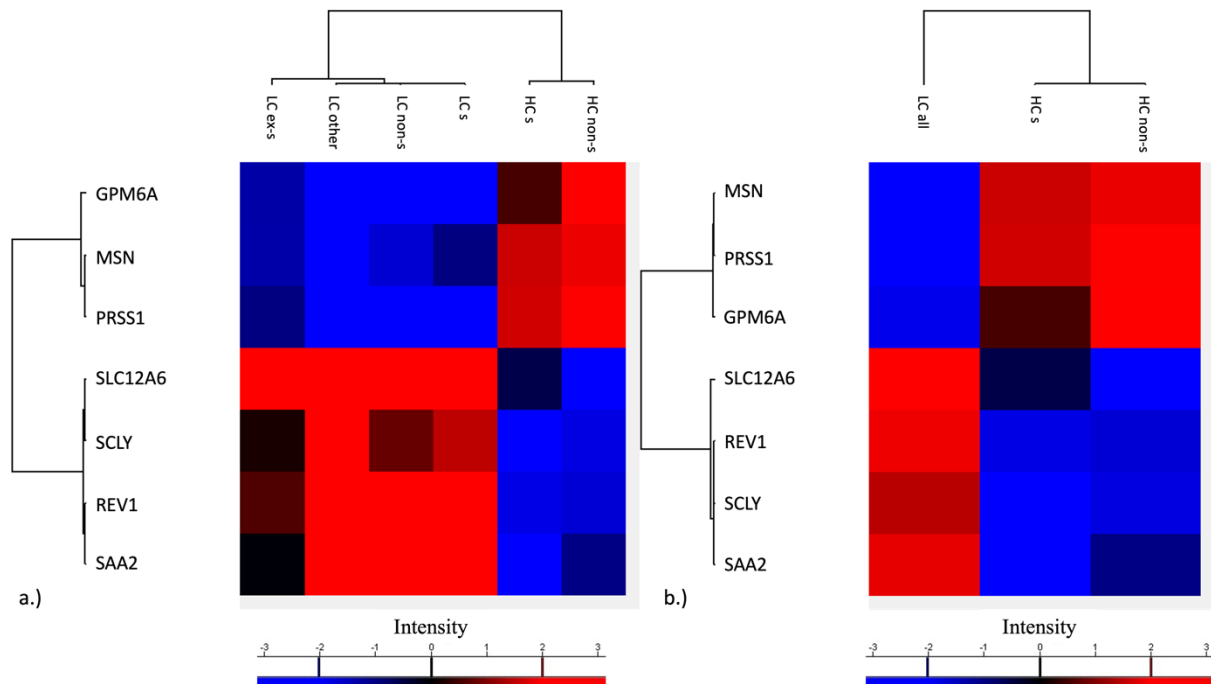 LC ex-s
LC other
LC non-s
LC s
HC s
HC non-s
GPM6A
MSN
PRSS1
SLC12A6
SCLY
REV1
SAA2
a.)
Intensity
-3 -2 -1 0 1 2 3
LC all
HC s
HC non-s
MSN
PRSS1
GPM6A
SLC12A6
REV1
SCLY
SAA2
b.)
Intensity
-3 -2 -1 0 1 2 3